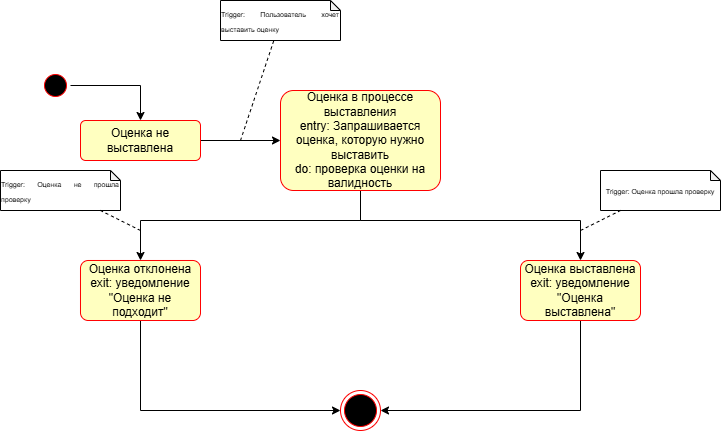 Trigger: Пользователь хочет
выставить оценку
Оценка не
выставлена
Оценка в процессе
выставления
entry: Запрашивается
оценка, которую нужно
выставить
do: проверка оценки на
валидность
Trigger: Оценка не прошла
проверку
Trigger: Оценка прошла проверку
Оценка отклонена
exit: уведомление
"Оценка не
подходит"
Оценка выставлена
exit: уведомление
"Оценка
выставлена"